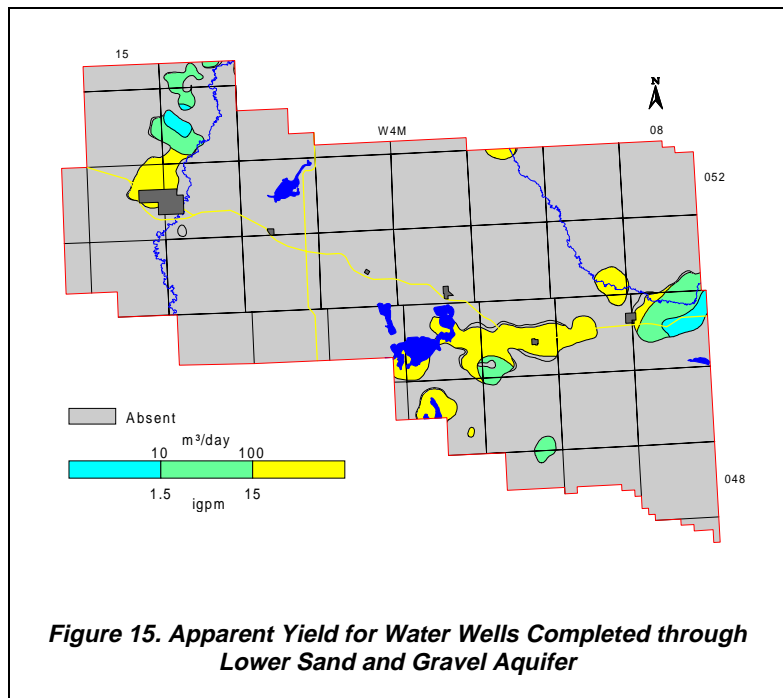 15
N
W4M
08
052
Absent
m³/day
10 100
1.5 15
igpm
048
Figure 15. Apparent Yield for Water Wells Completed through
Lower Sand and Gravel Aquifer